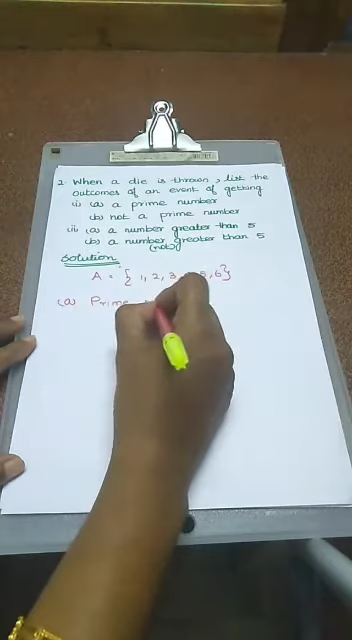 2. When a die is thrown, list the
outcomes of an event of getting
(i) (a) a prime number
(b) not a prime number
(ii) (a) a number greater than 5
(b) a number greater than 5
(not)
Solution
A = { 1, 2, 3, 5, 6}
(a) Prime